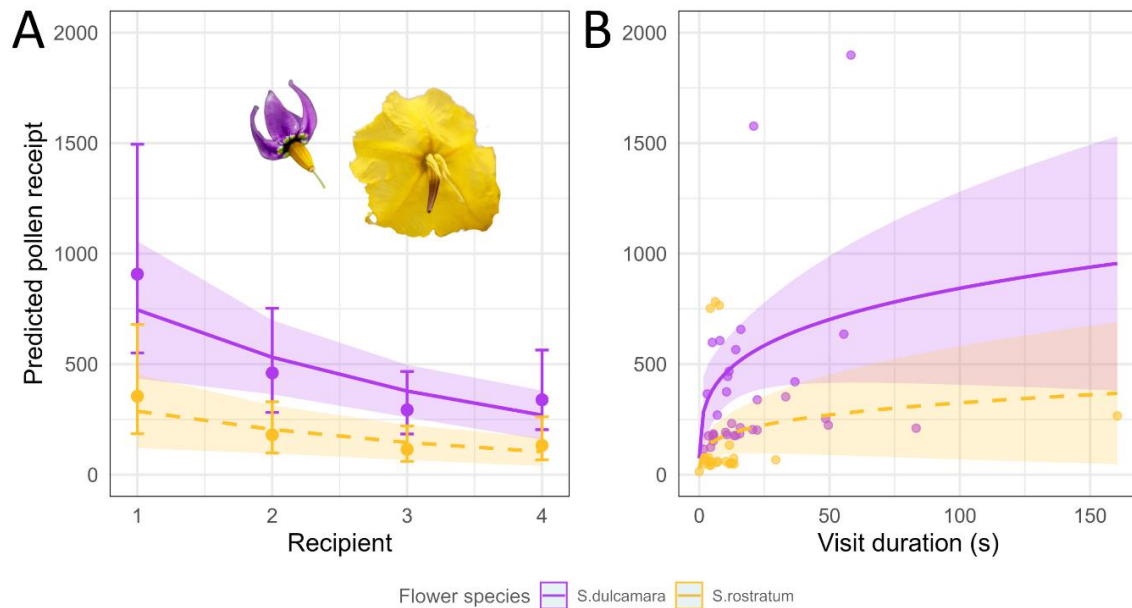 A
B
Predicted pollen receipt
2000
1500
1000
500
0
1 2 3 4
Recipient
2000
1500
1000
500
0
0 50 100 150
Visit duration (s)
Flower species S.dulcamara S.rostratum